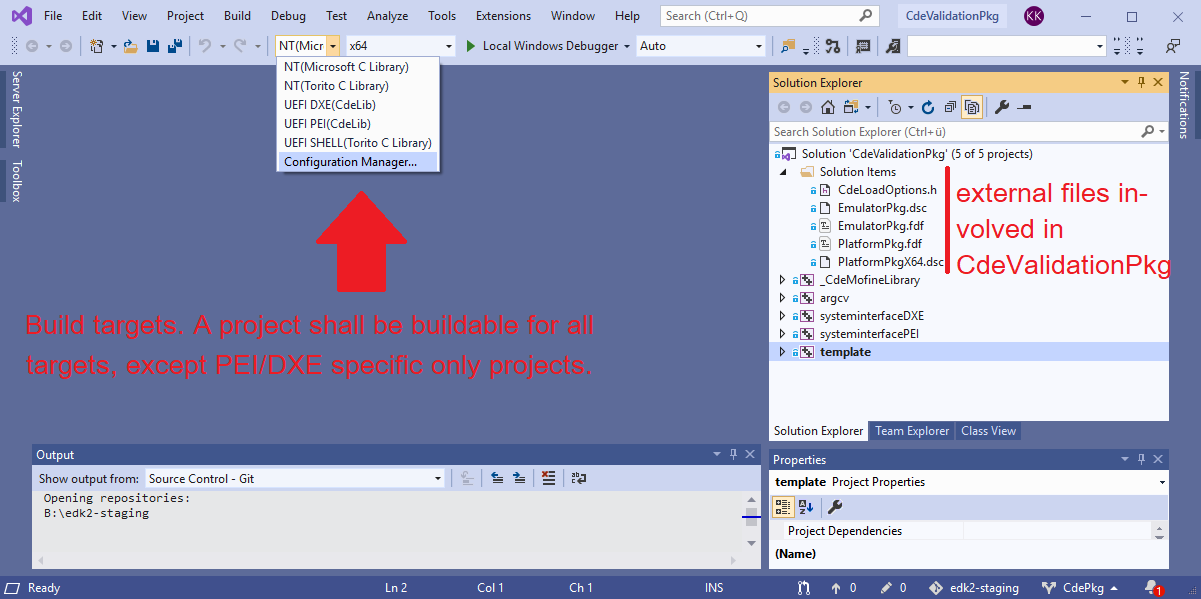 File Edit View Project Build Debug Test Analyze Tools Extensions Window Help Search (Ctrl+Q) CdeValidationPkg KK
NT(Micr x64 Local Windows Debugger Auto
NT(Microsoft C Library)
NT(Torito C Library)
UEFI DXE(CdeLib)
UEFI PEI(CdeLib)
UEFI SHELL(Torito C Library)
Configuration Manager...
Server Explorer
Toolbox
Build targets. A project shall be buildable for all
targets, except PEI/DXE specific only projects.
Solution Explorer
Search Solution Explorer (Ctrl+ü)
Solution 'CdeValidationPkg' (5 of 5 projects)
Solution Items
CdeLoadOptions.h
EmulatorPkg.dsc
EmulatorPkg.fdf
PlatformPkg.fdf
PlatformPkgX64.dsc
_CdeMofineLibrary
argcv
systeminterfaceDXE
systeminterfacePEI
template
external files in-
volved in
CdeValidationPkg
Notifications
Solution Explorer Team Explorer Class View
Output
Show output from: Source Control - Git
Opening repositories:
B:\edk2-staging
Properties
template Project Properties
Project Dependencies
(Name)
Ready Ln 2 Col 1 Ch 1 INS 0 0 edk2-staging CdePkg 1